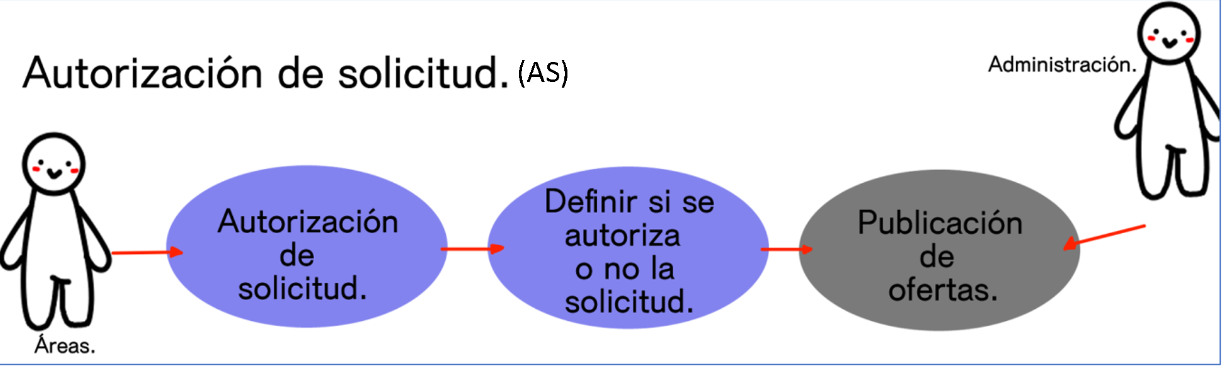 Autorización de solicitud. (AS)
Administración.
Autorización
de
solicitud.
Definir si se
autoriza
o no la
solicitud.
Publicación
de
ofertas.
Áreas.